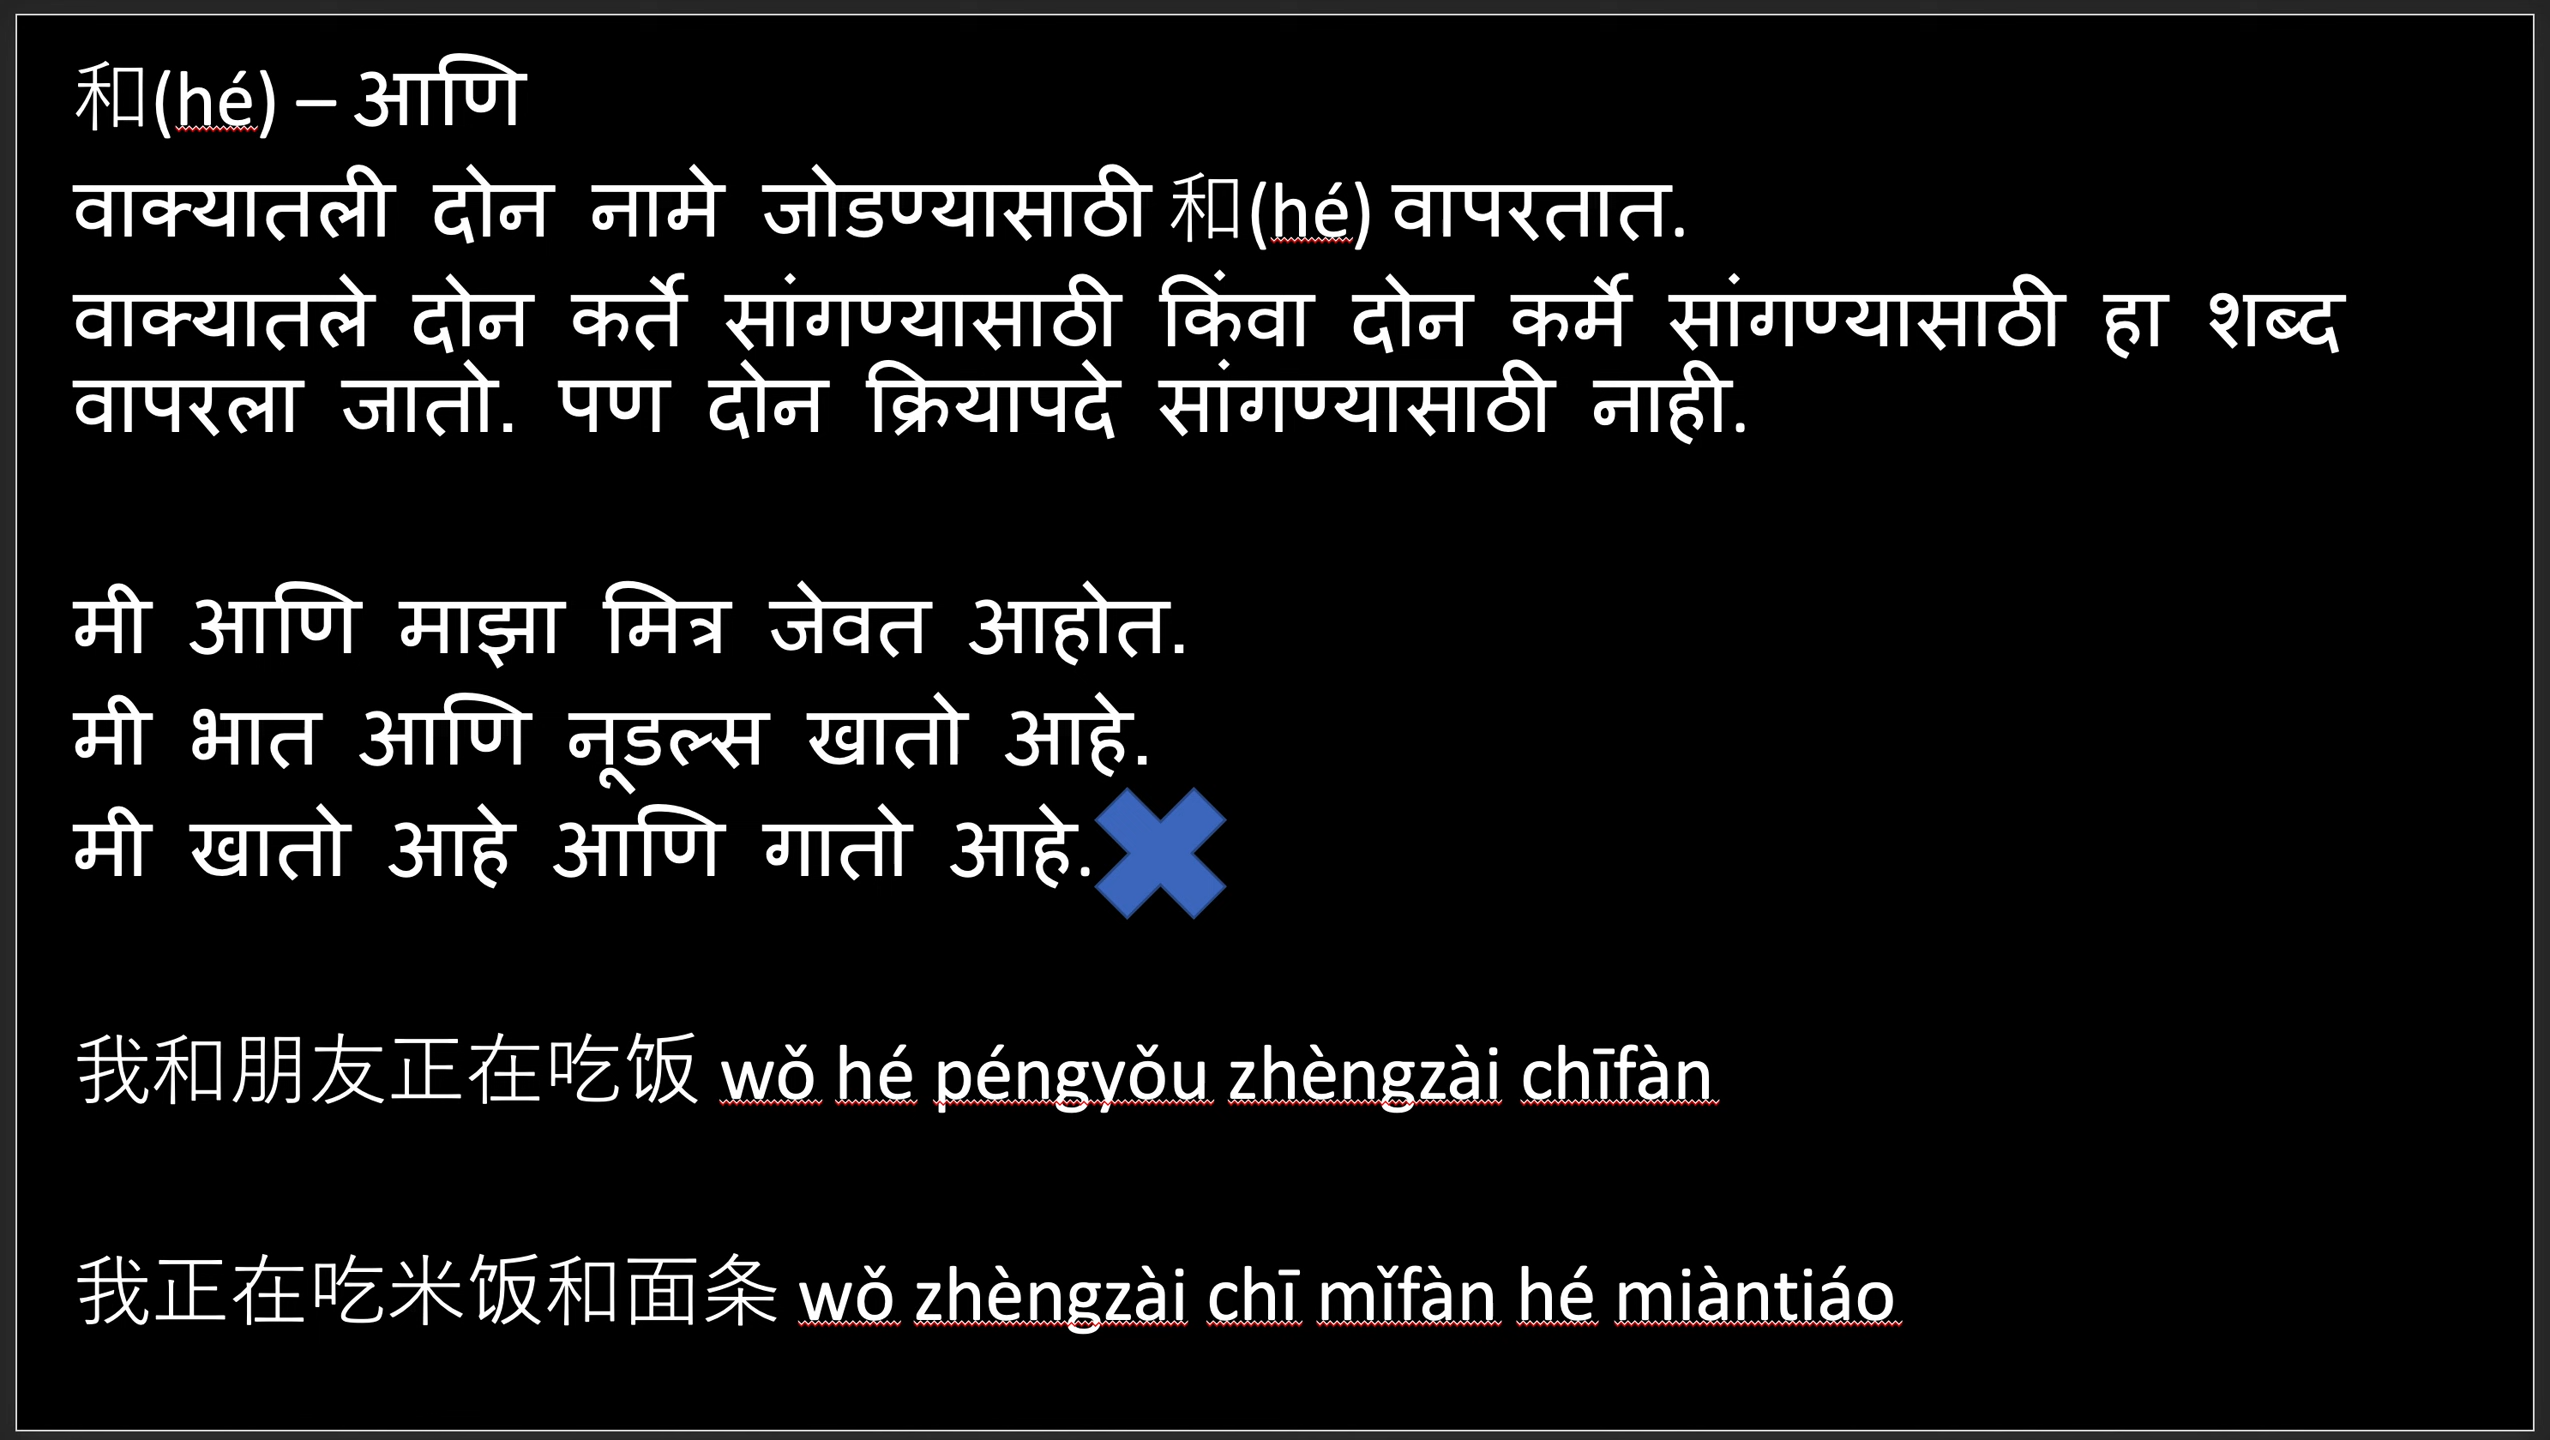 和(hé) – आणि
वाक्यातली दोन नामे जोडण्यासाठी 和(hé) वापरतात.
वाक्यातले दोन कर्ते सांगण्यासाठी किंवा दोन कर्मे सांगण्यासाठी हा शब्द
वापरला जातो. पण दोन क्रियापदे सांगण्यासाठी नाही.
मी आणि माझा मित्र जेवत आहोत.
मी भात आणि नूडल्स खातो आहे.
मी खातो आहे आणि गातो आहे.
我和朋友正在吃饭 wǒ hé péngyǒu zhèngzài chīfàn
我正在吃米饭和面条 wǒ zhèngzài chī mǐfàn hé miàntiáo